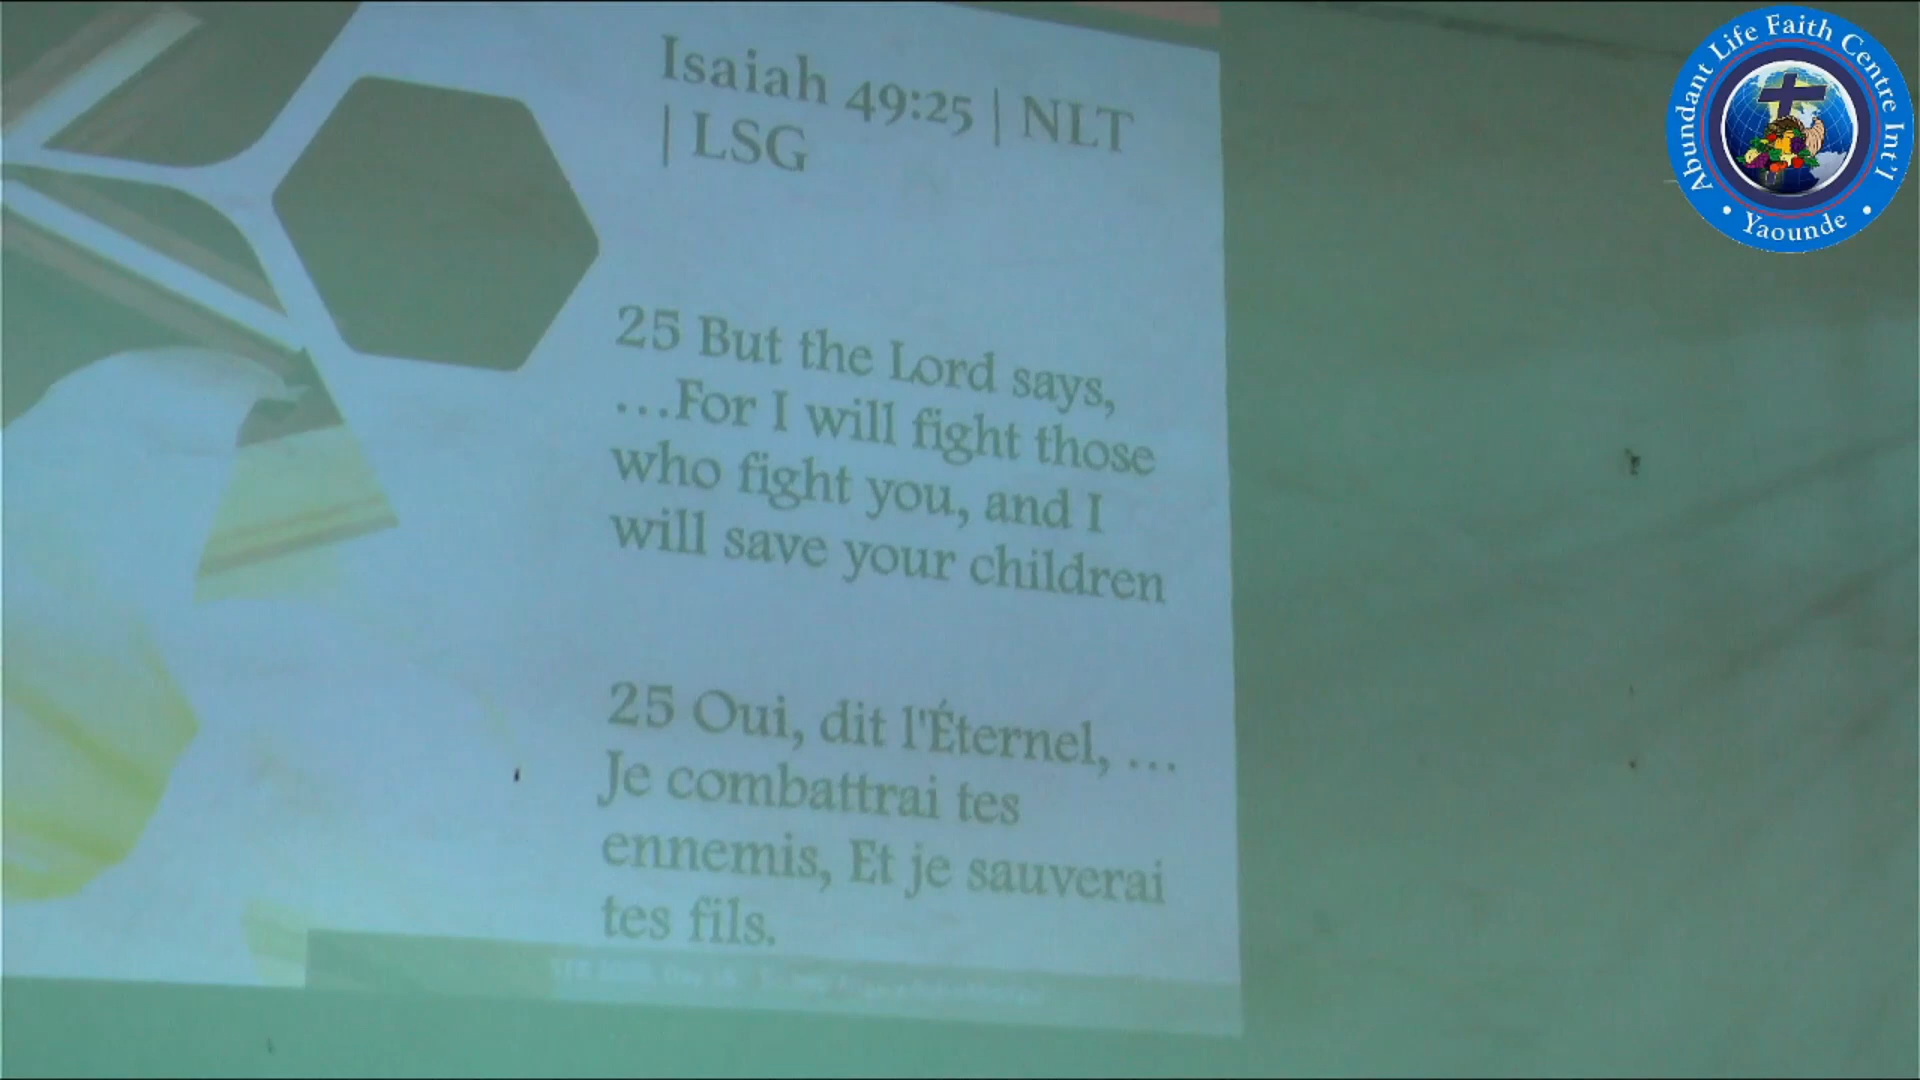 Isaiah 49:25 | NLT
| LSG
25 But the Lord says,
...For I will fight those
who fight you, and I
will save your children
25 Oui, dit l'Éternel, ...
Je combattrai tes
ennemis, Et je sauverai
tes fils.
Abundant Life Faith Centre Int'l
• Yaounde •